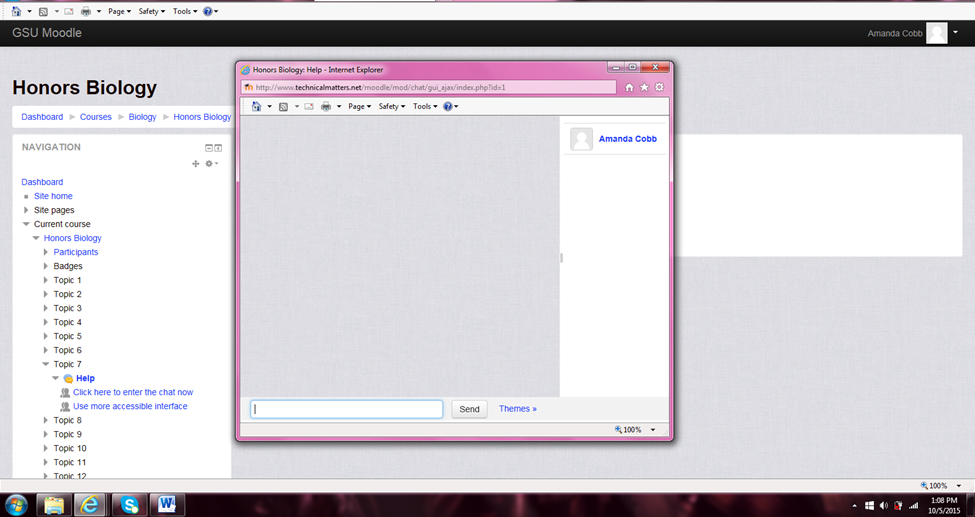 Page
Safety
Tools
GSU Moodle
Amanda Cobb
Honors Biology
Dashboard
Courses
Biology
Honors Biology
NAVIGATION
Dashboard
Site home
Site pages
Current course
Honors Biology
Participants
Badges
Topic 1
Topic 2
Topic 3
Topic 4
Topic 5
Topic 6
Topic 7
Help
Click here to enter the chat now
Use more accessible interface
Topic 8
Topic 9
Topic 10
Topic 11
Topic 12
Honors Biology: Help - Internet Explorer
http://www.technicalmatters.net/moodle/mod/chat/gui_ajax/index.php?id=1
Page
Safety
Tools
Amanda Cobb
Send
Themes »
100%
100%
1:08 PM
10/5/2015